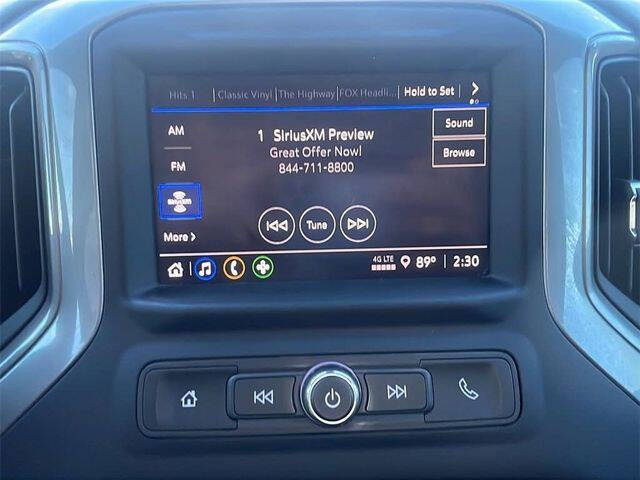 Hits 1 Classic Vinyl The Highway FOX Headli... Hold to Set >
AM
FM
SiriusXM
More >
1 SiriusXM Preview
Great Offer Now!
844-711-8800
Sound
Browse
Tune
4G LTE 89° 2:30